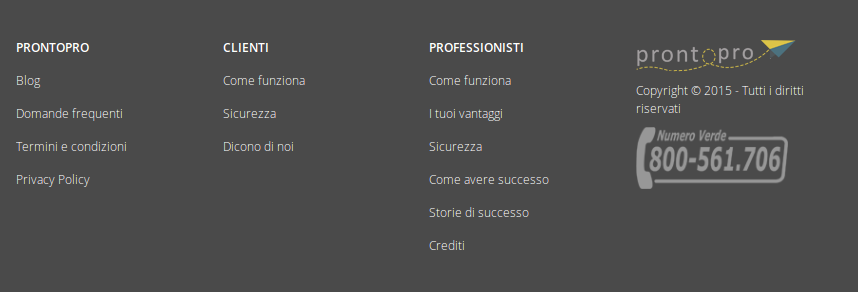 PRONTOPRO
Blog
Domande frequenti
Termini e condizioni
Privacy Policy
CLIENTI
Come funziona
Sicurezza
Dicono di noi
PROFESSIONISTI
Come funziona
I tuoi vantaggi
Sicurezza
Come avere successo
Storie di successo
Crediti
prontopro
Copyright © 2015 - Tutti i diritti
riservati
Numero Verde
800-561.706